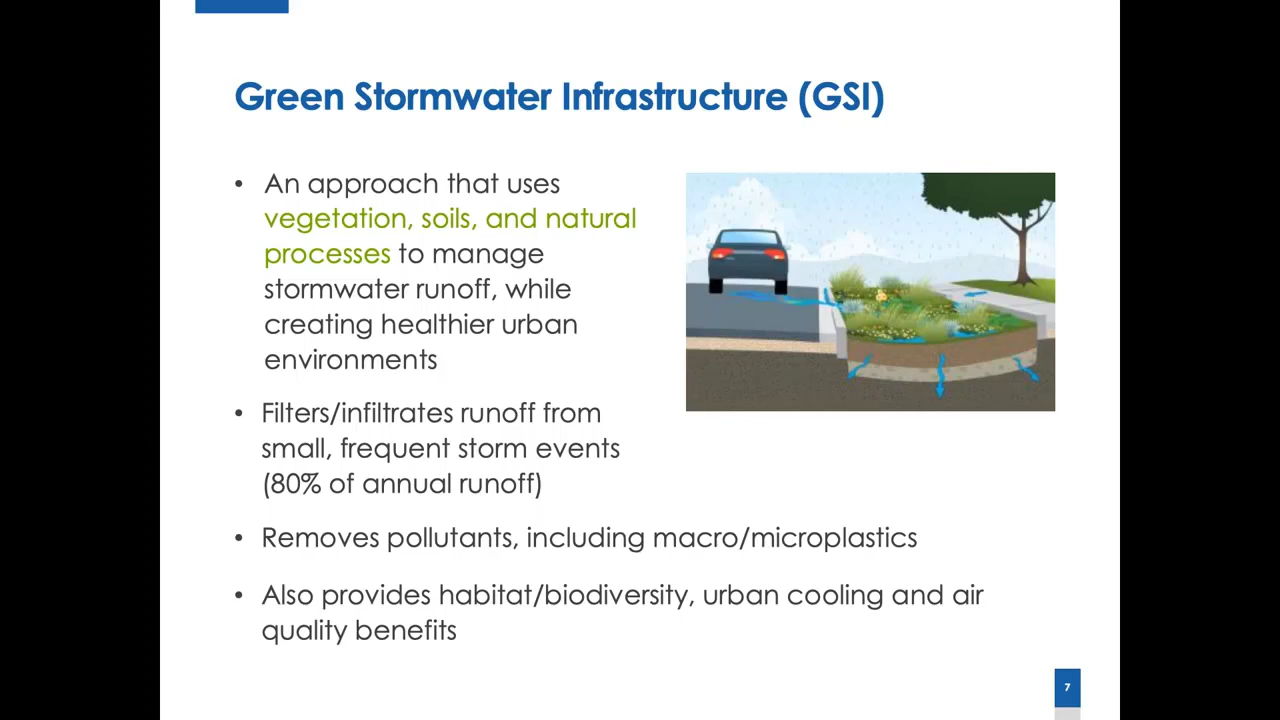 Green Stormwater Infrastructure (GSI)
• An approach that uses
vegetation, soils, and natural
processes to manage
stormwater runoff, while
creating healthier urban
environments
• Filters/infiltrates runoff from
small, frequent storm events
(80% of annual runoff)
• Removes pollutants, including macro/microplastics
• Also provides habitat/biodiversity, urban cooling and air
quality benefits
7